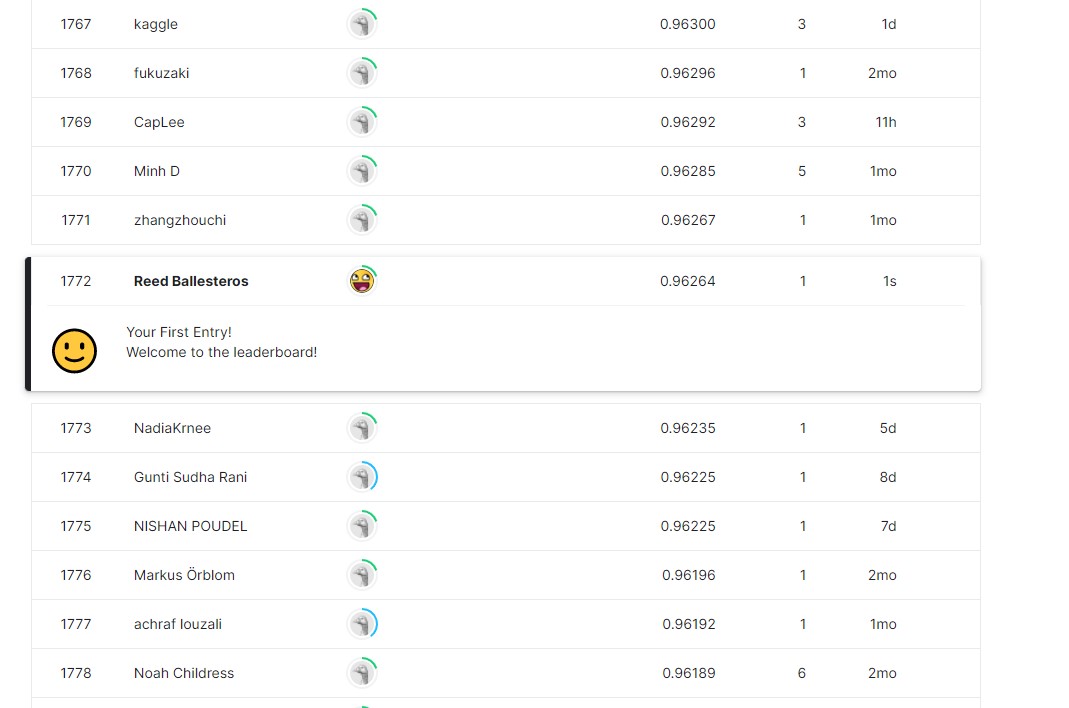 1767 kaggle 0.96300 3 1d
1768 fukuzaki 0.96296 1 2mo
1769 CapLee 0.96292 3 11h
1770 Minh D 0.96285 5 1mo
1771 zhangzhouchi 0.96267 1 1mo
1772 Reed Ballesteros 0.96264 1 1s
Your First Entry!
Welcome to the leaderboard!
1773 NadiaKrnee 0.96235 1 5d
1774 Gunti Sudha Rani 0.96225 1 8d
1775 NISHAN POUDEL 0.96225 1 7d
1776 Markus Örblom 0.96196 1 2mo
1777 achraf louzali 0.96192 1 1mo
1778 Noah Childress 0.96189 6 2mo